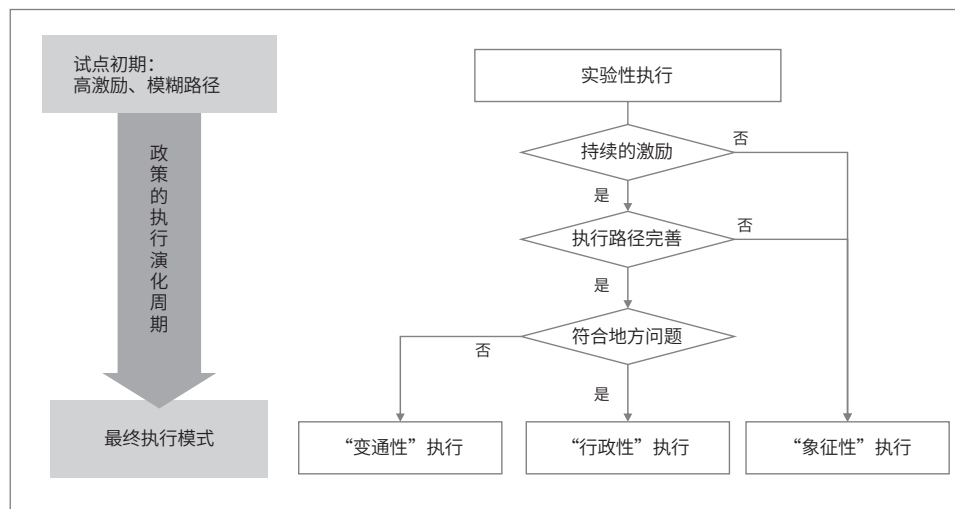 试点初期：
高激励、模糊路径
政策的执行演化周期
最终执行模式
实验性执行
持续的激励
否
是
执行路径完善
否
是
符合地方问题
否
是
“变通性”执行
“行政性”执行
“象征性”执行